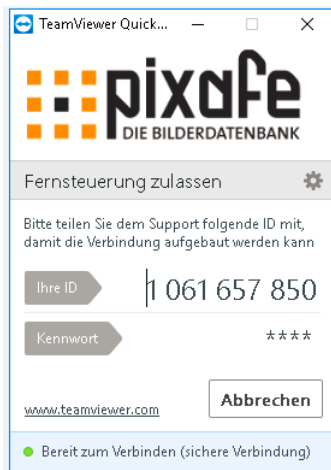 TeamViewer Quick...
pixafe
DIE BILDERDATENBANK
Fernsteuerung zulassen
Bitte teilen Sie dem Support folgende ID mit,
damit die Verbindung aufgebaut werden kann
Ihre ID
1 061 657 850
Kennwort
****
www.teamviewer.com
Abbrechen
Bereit zum Verbinden (sichere Verbindung)